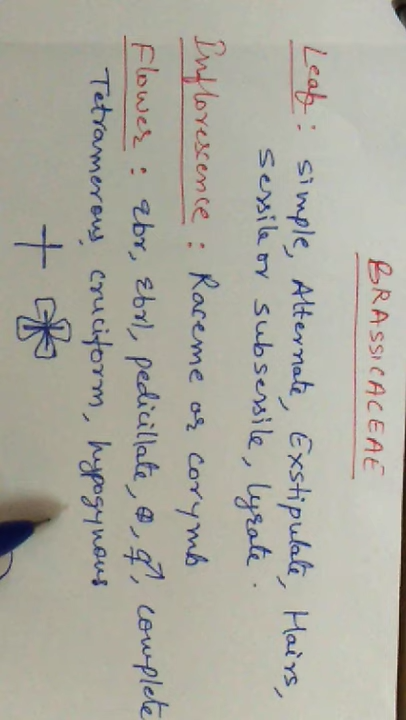 BRASSICACEAE
Leaf : Simple, Alternate, Exstipulate, Hairs,
Sessile or subsessile, lyrate.
Inflorescence : Raceme or corymb
Flower : Ebr, Ebrl, pedicillate, ⊕, ⚥, complete
Tetramerous, cruciform, hypogynous